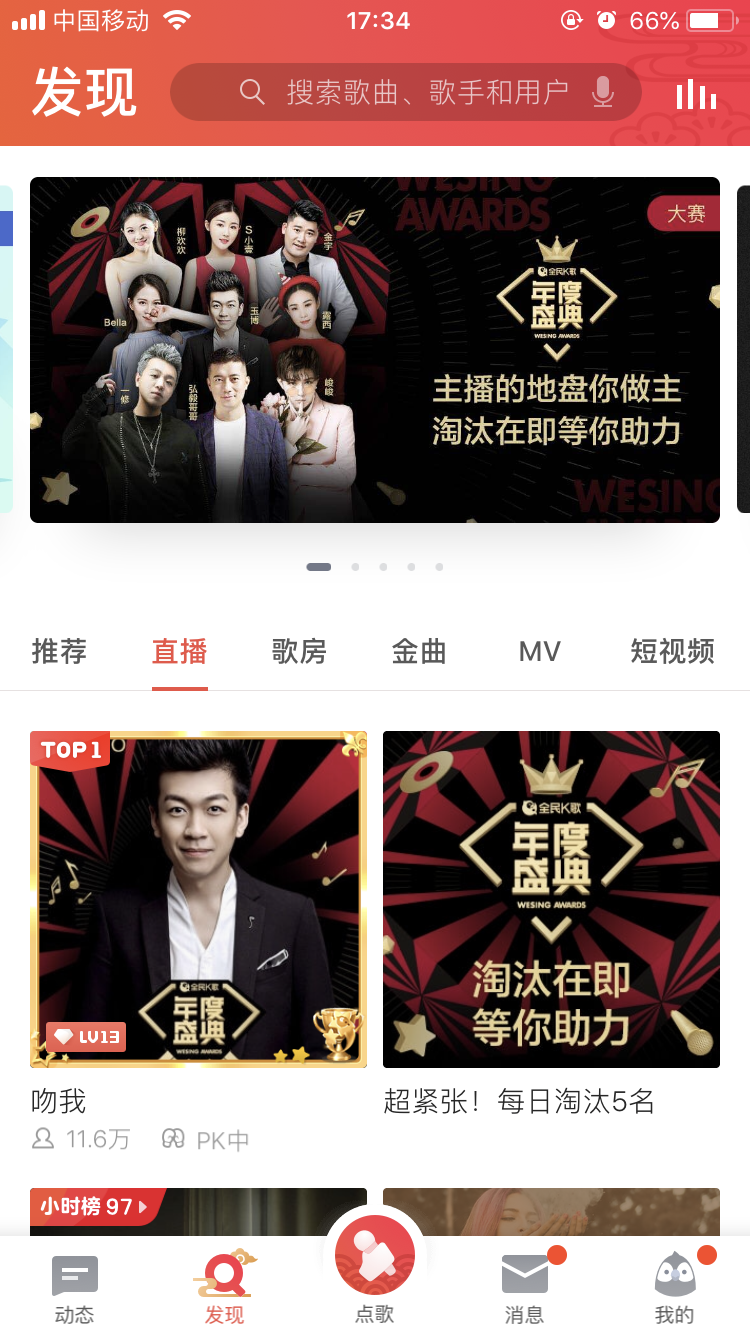 中国移动
17:34
66%
发现
搜索歌曲、歌手和用户
WESING
AWARDS
大赛
柳欢欢
S小壹
金宇
Bella
玉博
露西
一修
弘毅哥哥
峻峻
全民K歌
年度
盛典
WESING AWARDS
主播的地盘你做主
淘汰在即等你助力
WESING
推荐
直播
歌房
金曲
MV
短视频
TOP 1
全民K歌
年度
盛典
WESING AWARDS
LV13
全民K歌
年度
盛典
WESING AWARDS
淘汰在即
等你助力
吻我
11.6万
PK中
超紧张！每日淘汰5名
小时榜 97
动态
发现
点歌
消息
我的